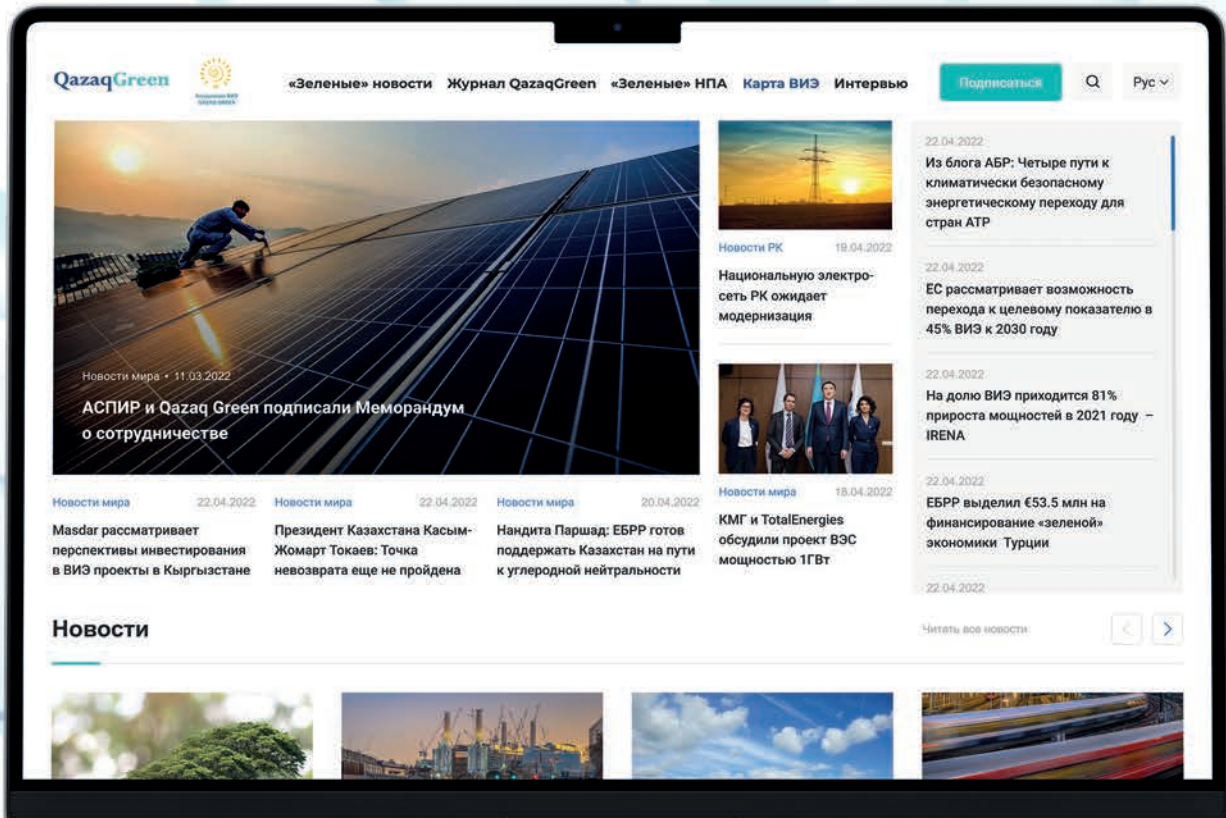 QazaqGreen
Ассоциация ВИЭ
QAZAQ GREEN
«Зеленые» новости Журнал QazaqGreen «Зеленые» НПА Карта ВИЭ Интервью
Подписаться
Рус
Новости мира • 11.03.2022
АСПИР и Qazaq Green подписали Меморандум
о сотрудничестве
Новости мира 22.04.2022
Masdar рассматривает
перспективы инвестирования
в ВИЭ проекты в Кыргызстане
Новости мира 22.04.2022
Президент Казахстана Касым-
Жомарт Токаев: Точка
невозврата еще не пройдена
Новости мира 20.04.2022
Нандита Паршад: ЕБРР готов
поддержать Казахстан на пути
к углеродной нейтральности
Новости РК 19.04.2022
Национальную электро-
сеть РК ожидает
модернизация
Новости мира 18.04.2022
КМГ и TotalEnergies
обсудили проект ВЭС
мощностью 1ГВт
22.04.2022
Из блога АБР: Четыре пути к
климатически безопасному
энергетическому переходу для
стран АТР
22.04.2022
ЕС рассматривает возможность
перехода к целевому показателю в
45% ВИЭ к 2030 году
22.04.2022
На долю ВИЭ приходится 81%
прироста мощностей в 2021 году –
IRENA
22.04.2022
ЕБРР выделил €53.5 млн на
финансирование «зеленой»
экономики Турции
22.04.2022
Новости
Читать все новости